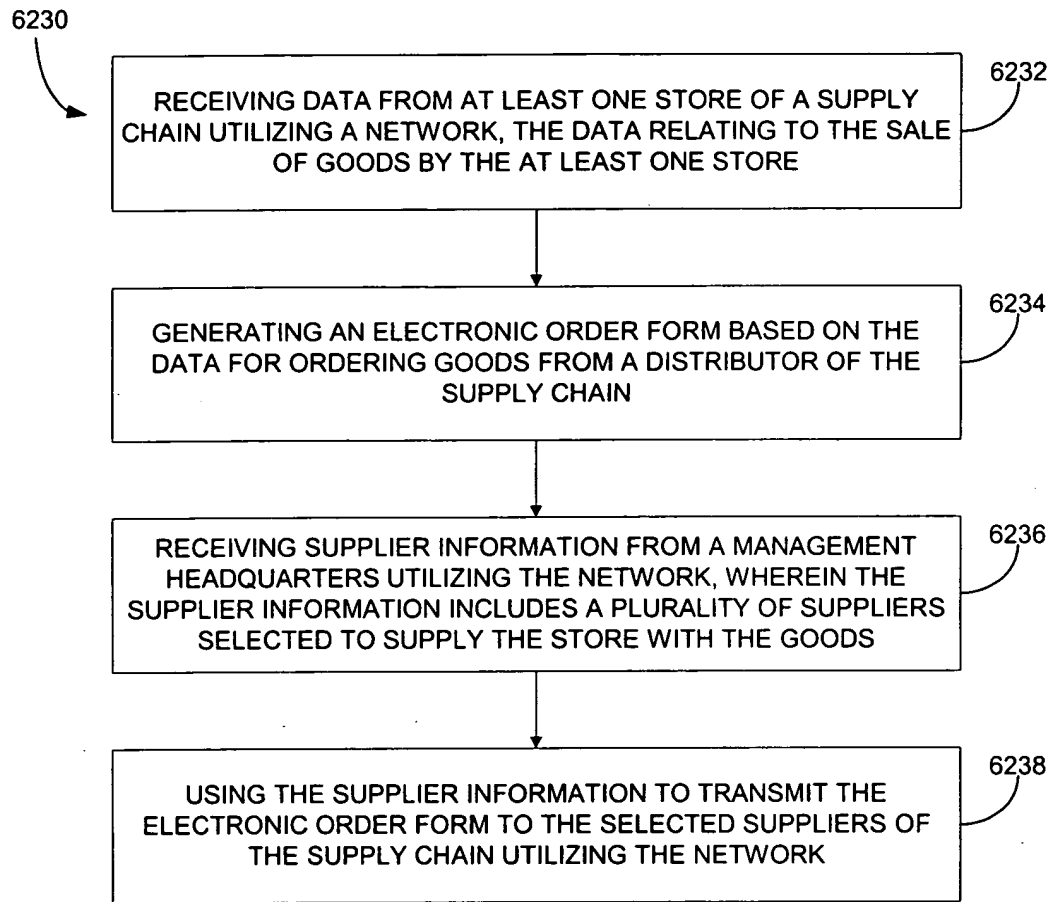 6230
6232
RECEIVING DATA FROM AT LEAST ONE STORE OF A SUPPLY
CHAIN UTILIZING A NETWORK, THE DATA RELATING TO THE SALE
OF GOODS BY THE AT LEAST ONE STORE
6234
GENERATING AN ELECTRONIC ORDER FORM BASED ON THE
DATA FOR ORDERING GOODS FROM A DISTRIBUTOR OF THE
SUPPLY CHAIN
6236
RECEIVING SUPPLIER INFORMATION FROM A MANAGEMENT
HEADQUARTERS UTILIZING THE NETWORK, WHEREIN THE
SUPPLIER INFORMATION INCLUDES A PLURALITY OF SUPPLIERS
SELECTED TO SUPPLY THE STORE WITH THE GOODS
6238
USING THE SUPPLIER INFORMATION TO TRANSMIT THE
ELECTRONIC ORDER FORM TO THE SELECTED SUPPLIERS OF
THE SUPPLY CHAIN UTILIZING THE NETWORK